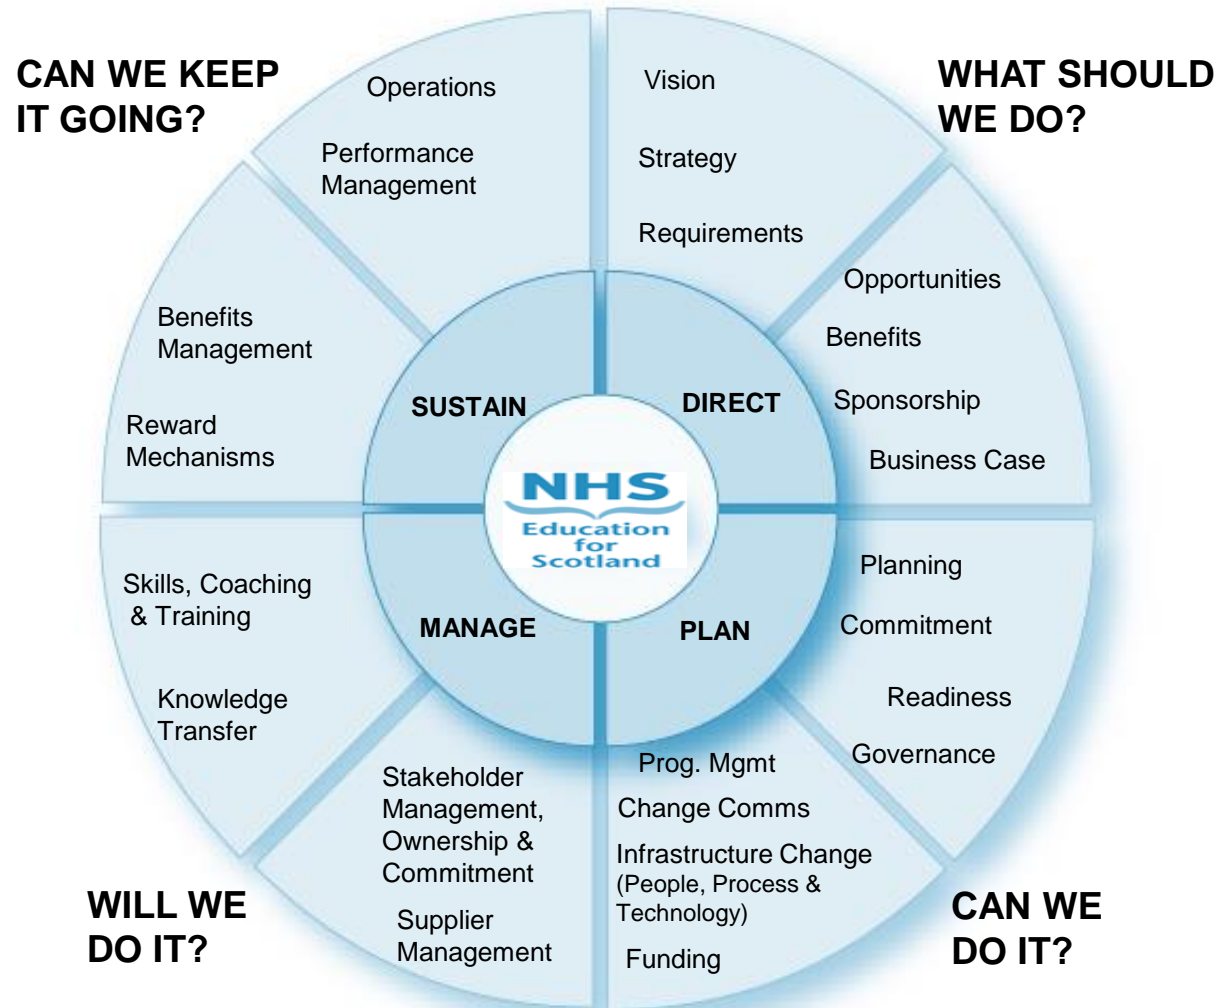 CAN WE KEEP
IT GOING?
WHAT SHOULD
WE DO?
Operations
Performance
Management
Vision
Strategy
Requirements
Opportunities
Benefits
Sponsorship
Business Case
Benefits
Management
Reward
Mechanisms
SUSTAIN
DIRECT
NHS
Education
for
Scotland
MANAGE
PLAN
Planning
Commitment
Readiness
Governance
Skills, Coaching
& Training
Knowledge
Transfer
Stakeholder
Management,
Ownership &
Commitment
Supplier
Management
Prog. Mgmt
Change Comms
Infrastructure Change
(People, Process &
Technology)
Funding
WILL WE
DO IT?
CAN WE
DO IT?